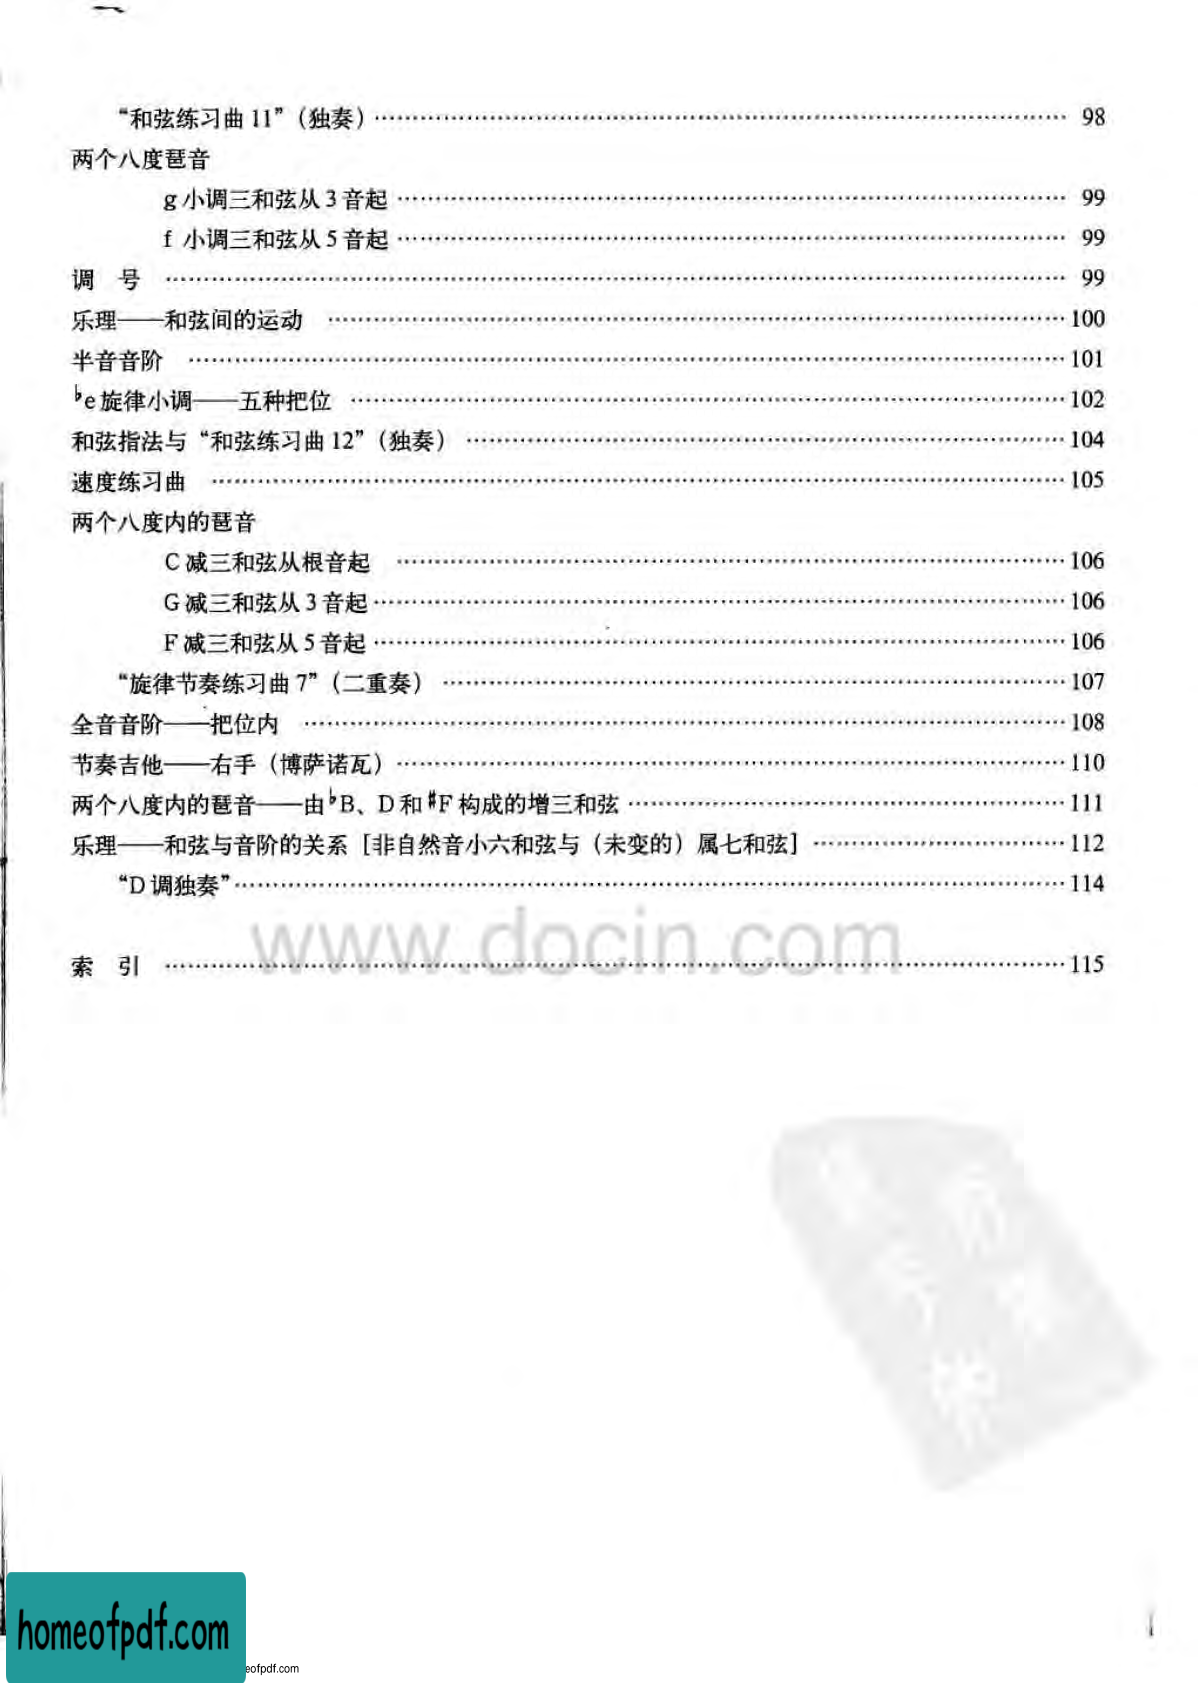 “和弦练习曲 11”（独奏）………………………………………… 98
两个八度琶音
g 小调三和弦从 3 音起 ………………………………………… 99
f 小调三和弦从 5 音起 ………………………………………… 99
调 号 ………………………………………… 99
乐理——和弦间的运动 ………………………………………… 100
半音音阶 ………………………………………… 101
♭e 旋律小调——五种把位 ………………………………………… 102
和弦指法与“和弦练习曲 12”（独奏） ………………………………………… 104
速度练习曲 ………………………………………… 105
两个八度内的琶音
C 减三和弦从根音起 ………………………………………… 106
G 减三和弦从 3 音起 ………………………………………… 106
F 减三和弦从 5 音起 ………………………………………… 106
“旋律节奏练习曲 7”（二重奏） ………………………………………… 107
全音音阶——把位内 ………………………………………… 108
节奏吉他——右手（博萨诺瓦） ………………………………………… 110
两个八度内的琶音——由♭B、D 和 #F 构成的增三和弦 ………………………………………… 111
乐理——和弦与音阶的关系［非自然音小六和弦与（未变的）属七和弦］ ………………………………………… 112
“D 调独奏” ………………………………………… 114
www.docin.com
索 引 ………………………………………… 115
homeofpdf.com
eofpdf.com